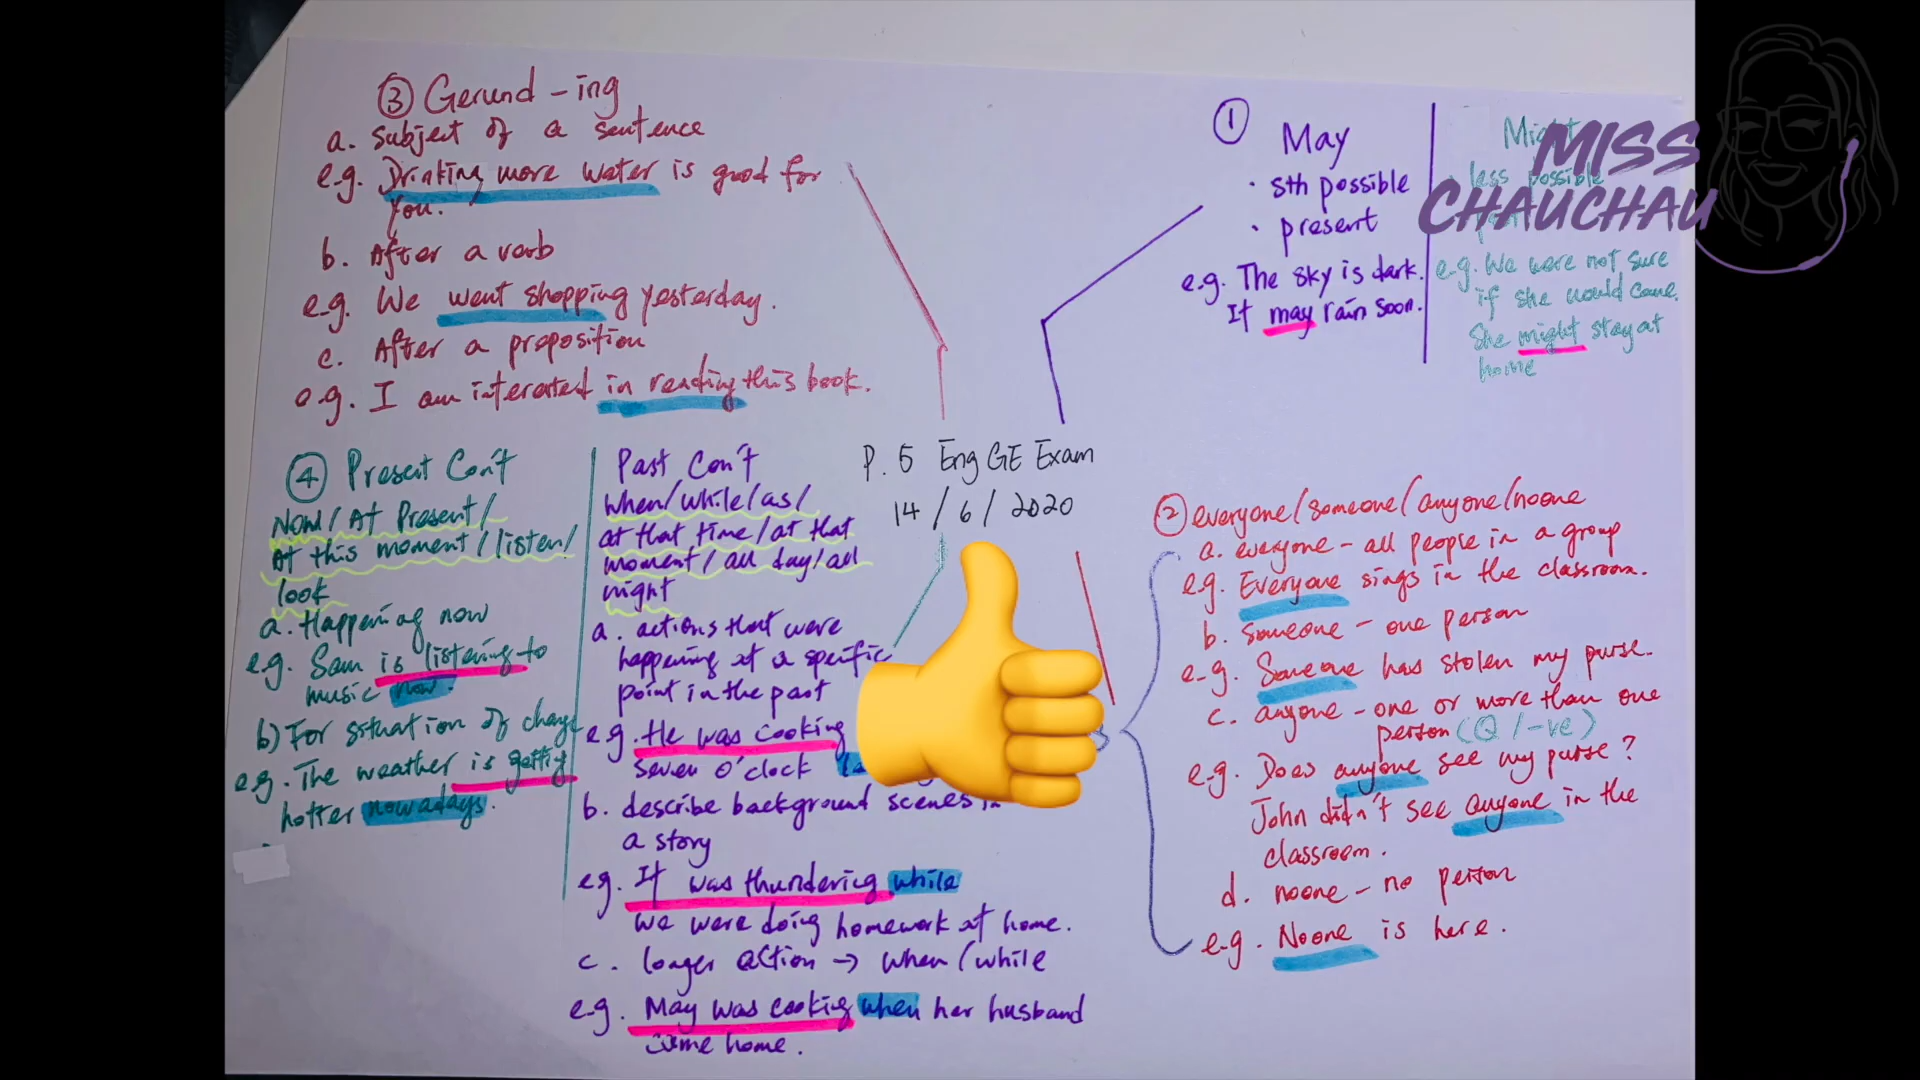 ③ Gerund -ing
a. Subject of a sentence
e.g. Drinking more water is good for
you.
b. After a verb
e.g. We went shopping yesterday.
c. After a proposition
e.g. I am interested in reading this book.
①
May
· sth possible
· present
e.g. The sky is dark.
It may rain soon.
Might
· less possible
e.g. We were not sure
if she would come.
She might stay at
home
MISS
CHAUCHAU
P. 5 Eng GE Exam
14 / 6 / 2020
④ Present Con't
Now / At Present /
At this moment / listen /
look
a. Happening now
e.g. Sam is listening to
music now.
b) For situation of change
e.g. The weather is getting
hotter nowadays.
Past Con't
When / while / as /
at that time / at that
moment / all day / all
night
a. actions that were
happening at a specific
point in the past
e.g. He was cooking
seven o'clock
b. describe background scenes in
a story
e.g. It was thundering while
we were doing homework at home.
c. longer action → when / while
e.g. May was cooking when her husband
came home.
② everyone / someone / anyone / noone
a. everyone - all people in a group
e.g. Everyone sings in the classroom.
b. Someone - one person
e.g. Someone has stolen my purse.
c. anyone - one or more than one
person (Q / -ve)
e.g. Does anyone see my purse?
John didn't see anyone in the
classroom.
d. noone - no person
e.g. Noone is here.